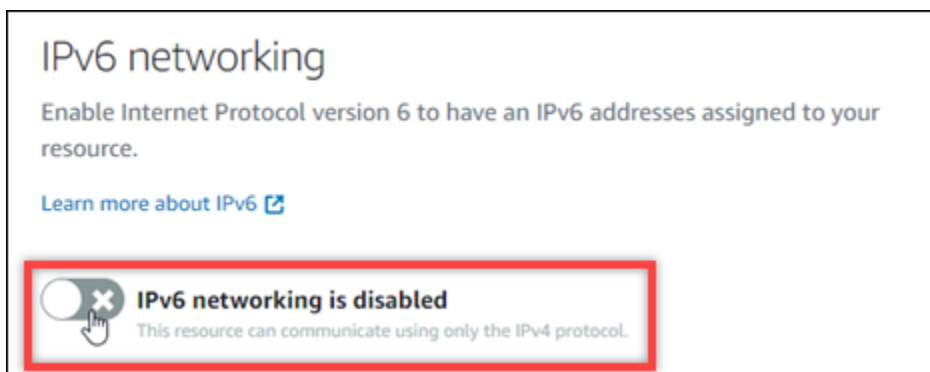 IPv6 networking
Enable Internet Protocol version 6 to have an IPv6 addresses assigned to your
resource.
Learn more about IPv6
IPv6 networking is disabled
This resource can communicate using only the IPv4 protocol.